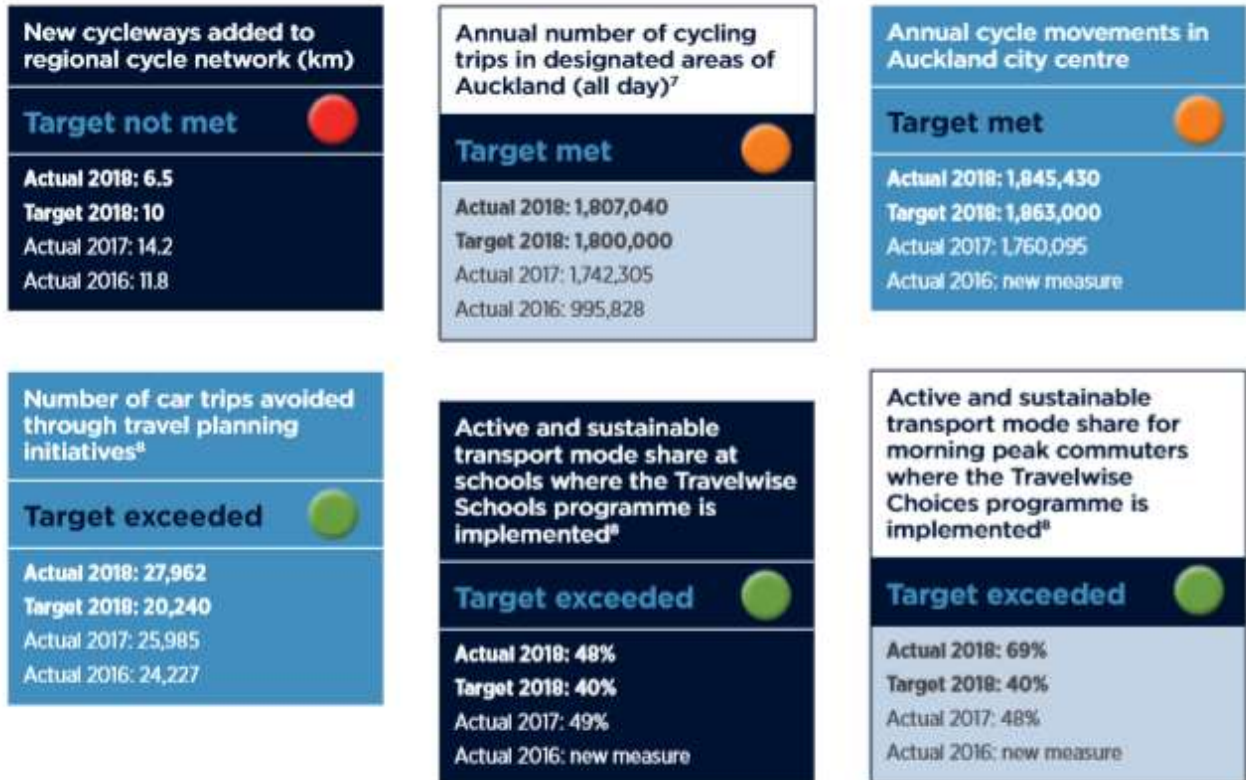 New cycleways added to
regional cycle network (km)
Target not met
Actual 2018: 6.5
Target 2018: 10
Actual 2017: 14.2
Actual 2016: 11.8
Annual number of cycling
trips in designated areas of
Auckland (all day)⁷
Target met
Actual 2018: 1,807,040
Target 2018: 1,800,000
Actual 2017: 1,742,305
Actual 2016: 995,828
Annual cycle movements in
Auckland city centre
Target met
Actual 2018: 1,845,430
Target 2018: 1,863,000
Actual 2017: 1,760,095
Actual 2016: new measure
Number of car trips avoided
through travel planning
initiatives⁸
Target exceeded
Actual 2018: 27,962
Target 2018: 20,240
Actual 2017: 25,985
Actual 2016: 24,227
Active and sustainable
transport mode share at
schools where the Travelwise
Schools programme is
implemented⁸
Target exceeded
Actual 2018: 48%
Target 2018: 40%
Actual 2017: 49%
Actual 2016: new measure
Active and sustainable
transport mode share for
morning peak commuters
where the Travelwise
Choices programme is
implemented⁸
Target exceeded
Actual 2018: 69%
Target 2018: 40%
Actual 2017: 48%
Actual 2016: new measure